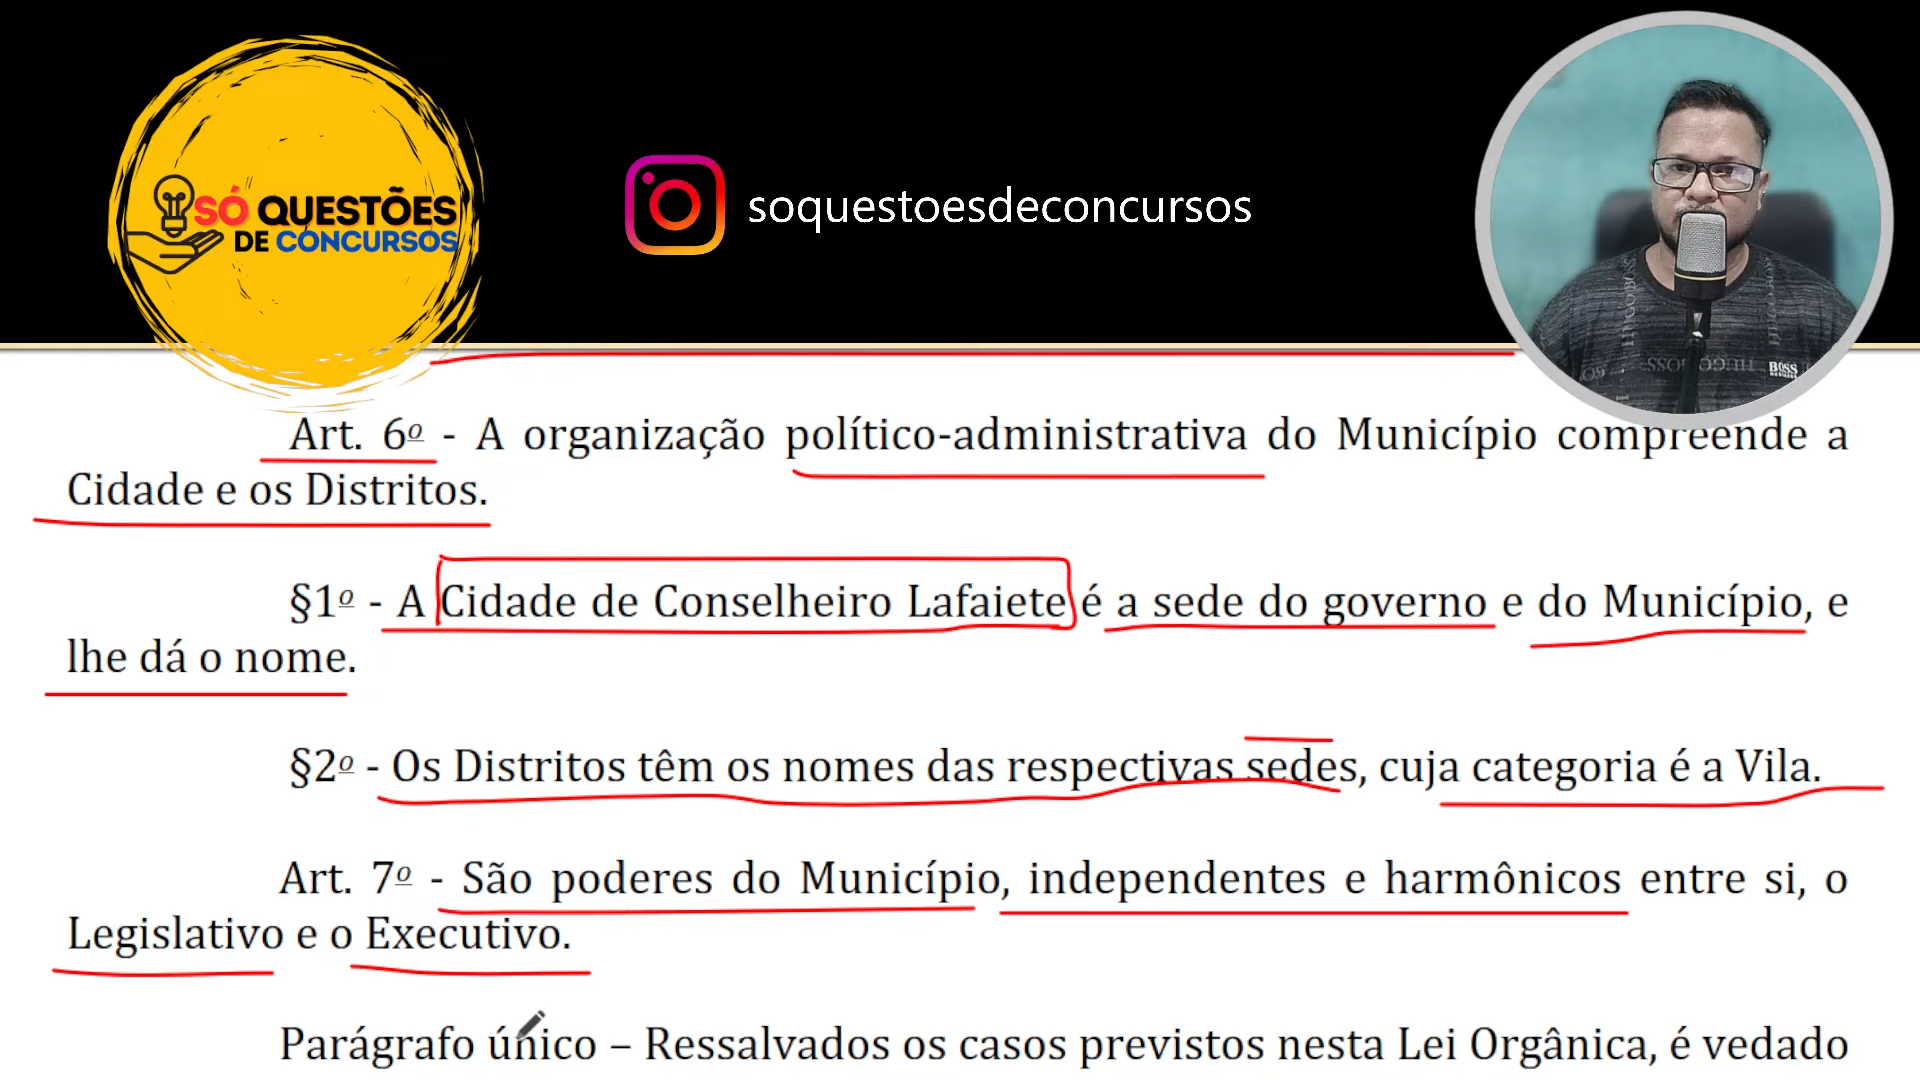 SÓ QUESTÕES
DE CONCURSOS
soquestoesdeconcursos
BOSS
Art. 6º - A organização político-administrativa do Município compreende a
Cidade e os Distritos.
§1º - A Cidade de Conselheiro Lafaiete é a sede do governo e do Município, e
lhe dá o nome.
§2º - Os Distritos têm os nomes das respectivas sedes, cuja categoria é a Vila.
Art. 7º - São poderes do Município, independentes e harmônicos entre si, o
Legislativo e o Executivo.
Parágrafo único – Ressalvados os casos previstos nesta Lei Orgânica, é vedado